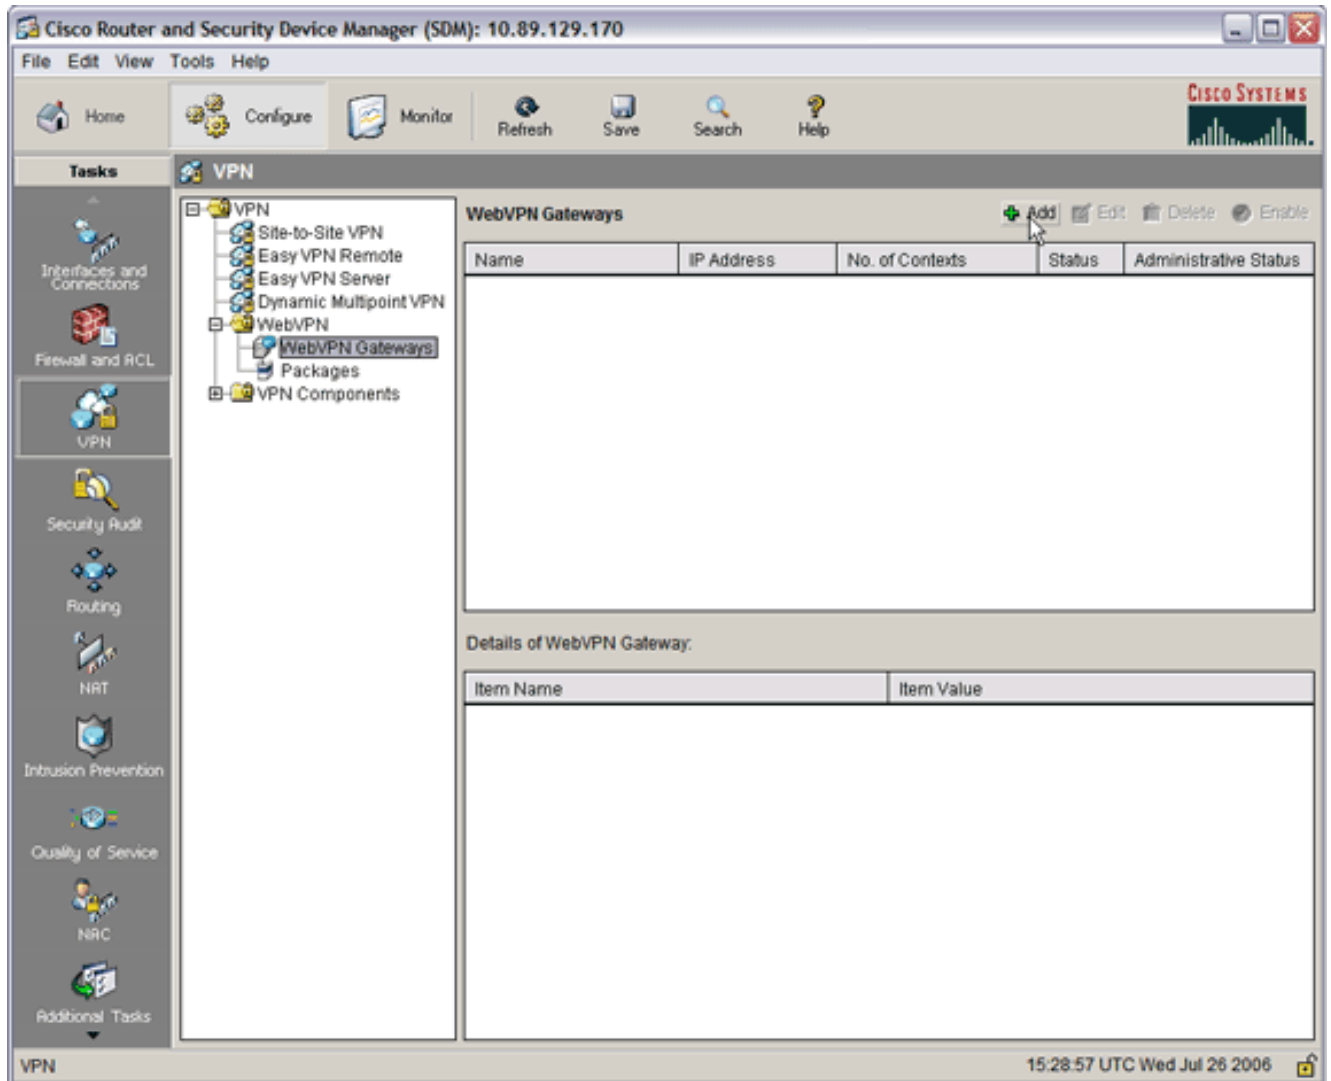 Cisco Router and Security Device Manager (SDM): 10.89.129.170
File Edit View Tools Help
Home Configure Monitor Refresh Save Search Help
CISCO SYSTEMS
Tasks
VPN
Interfaces and Connections
Firewall and ACL
VPN
Security Audit
Routing
NAT
Intrusion Prevention
Quality of Service
NAC
Additional Tasks
VPN
Site-to-Site VPN
Easy VPN Remote
Easy VPN Server
Dynamic Multipoint VPN
WebVPN
WebVPN Gateways
Packages
VPN Components
WebVPN Gateways
Add Edit Delete Enable
Name IP Address No. of Contexts Status Administrative Status
Details of WebVPN Gateway:
Item Name Item Value
VPN
15:28:57 UTC Wed Jul 26 2006